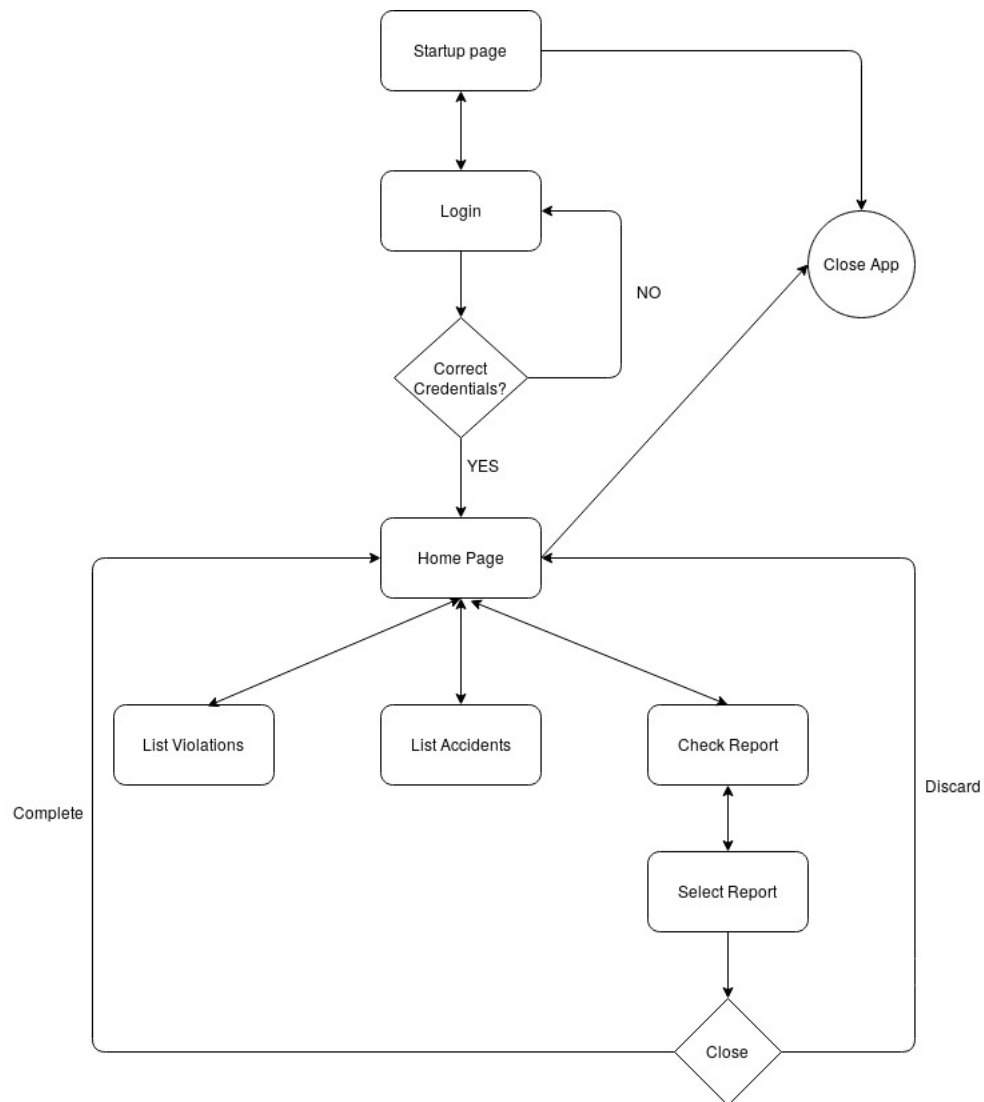 Startup page
Login
Close App
NO
Correct
Credentials?
YES
Home Page
List Violations
List Accidents
Check Report
Complete
Discard
Select Report
Close